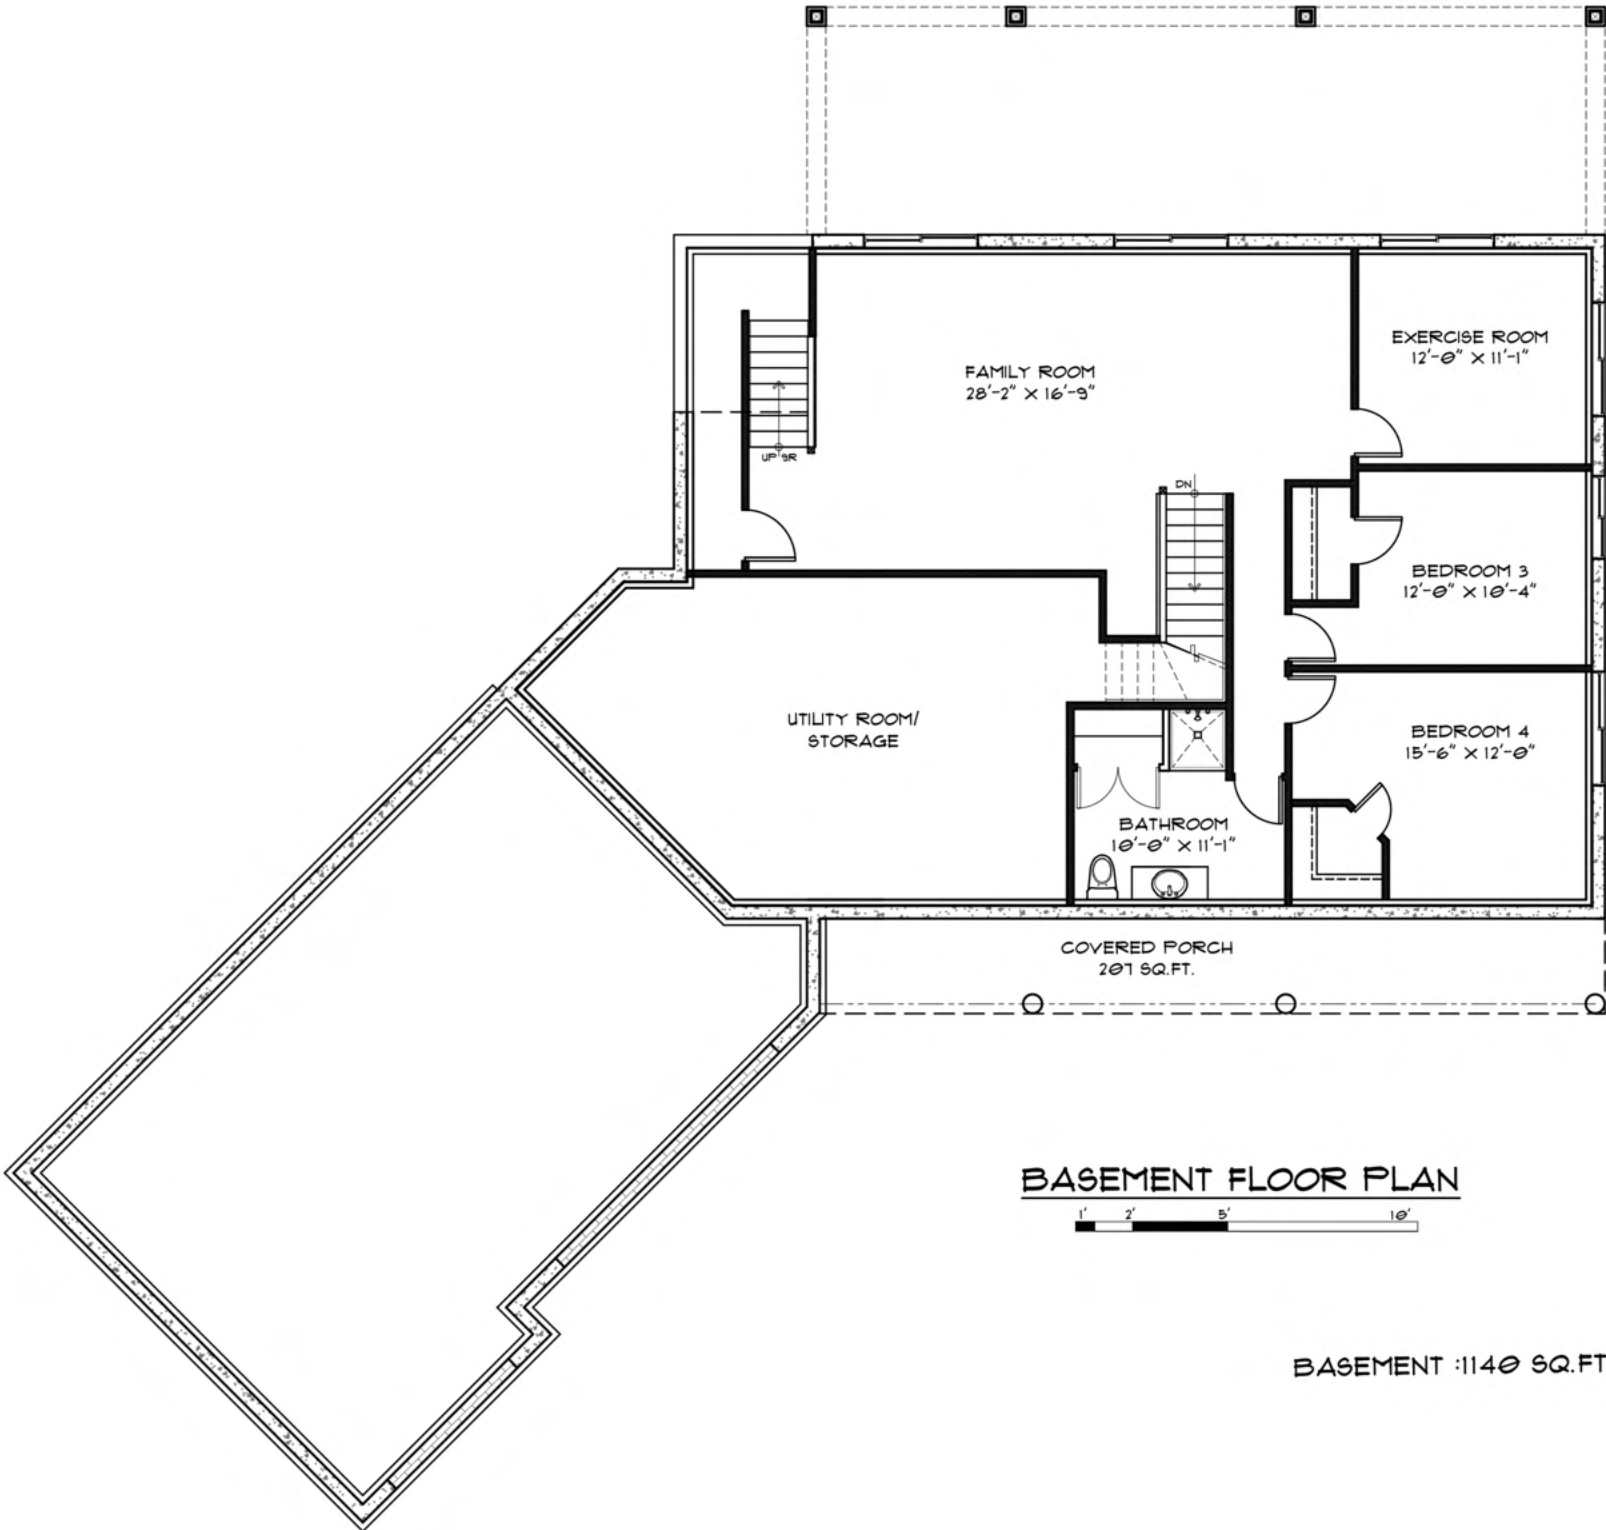 EXERCISE ROOM
12'-0" X 11'-1"
FAMILY ROOM
28'-2" X 16'-9"
UP 9R
DN
BEDROOM 3
12'-0" X 10'-4"
UTILITY ROOM/
STORAGE
BEDROOM 4
15'-6" X 12'-0"
BATHROOM
10'-0" X 11'-1"
COVERED PORCH
207 SQ.FT.
BASEMENT FLOOR PLAN
1' 2' 5' 10'
BASEMENT :1140 SQ.FT